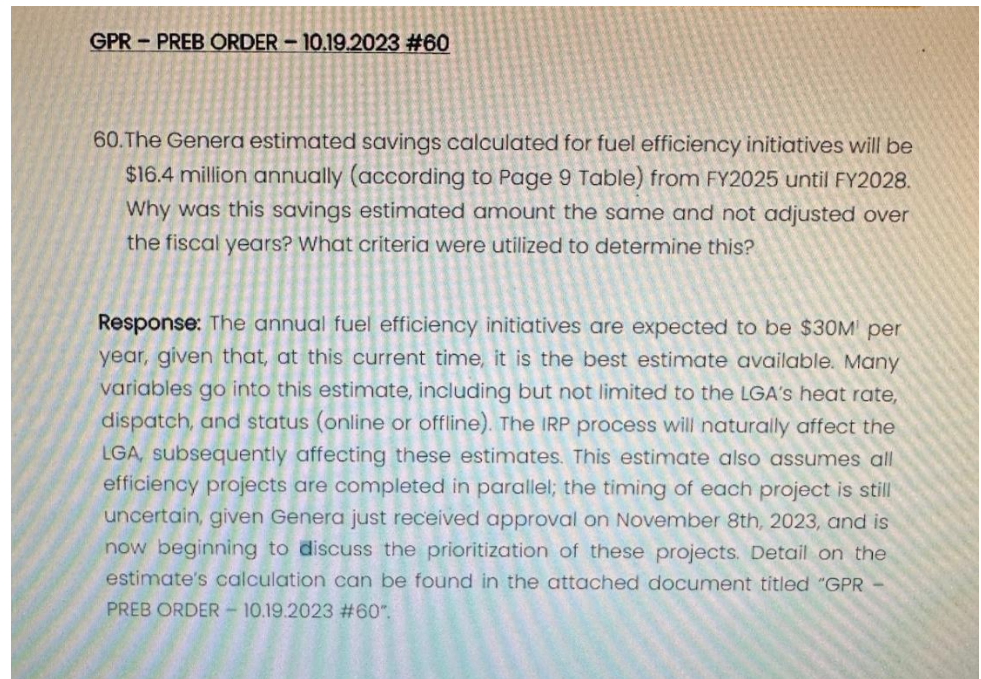 GPR – PREB ORDER – 10.19.2023 #60
60.The Genera estimated savings calculated for fuel efficiency initiatives will be
$16.4 million annually (according to Page 9 Table) from FY2025 until FY2028.
Why was this savings estimated amount the same and not adjusted over
the fiscal years? What criteria were utilized to determine this?
Response: The annual fuel efficiency initiatives are expected to be $30M¹ per
year, given that, at this current time, it is the best estimate available. Many
variables go into this estimate, including but not limited to the LGA's heat rate,
dispatch, and status (online or offline). The IRP process will naturally affect the
LGA, subsequently affecting these estimates. This estimate also assumes all
efficiency projects are completed in parallel; the timing of each project is still
uncertain, given Genera just received approval on November 8th, 2023, and is
now beginning to discuss the prioritization of these projects. Detail on the
estimate's calculation can be found in the attached document titled "GPR –
PREB ORDER – 10.19.2023 #60".